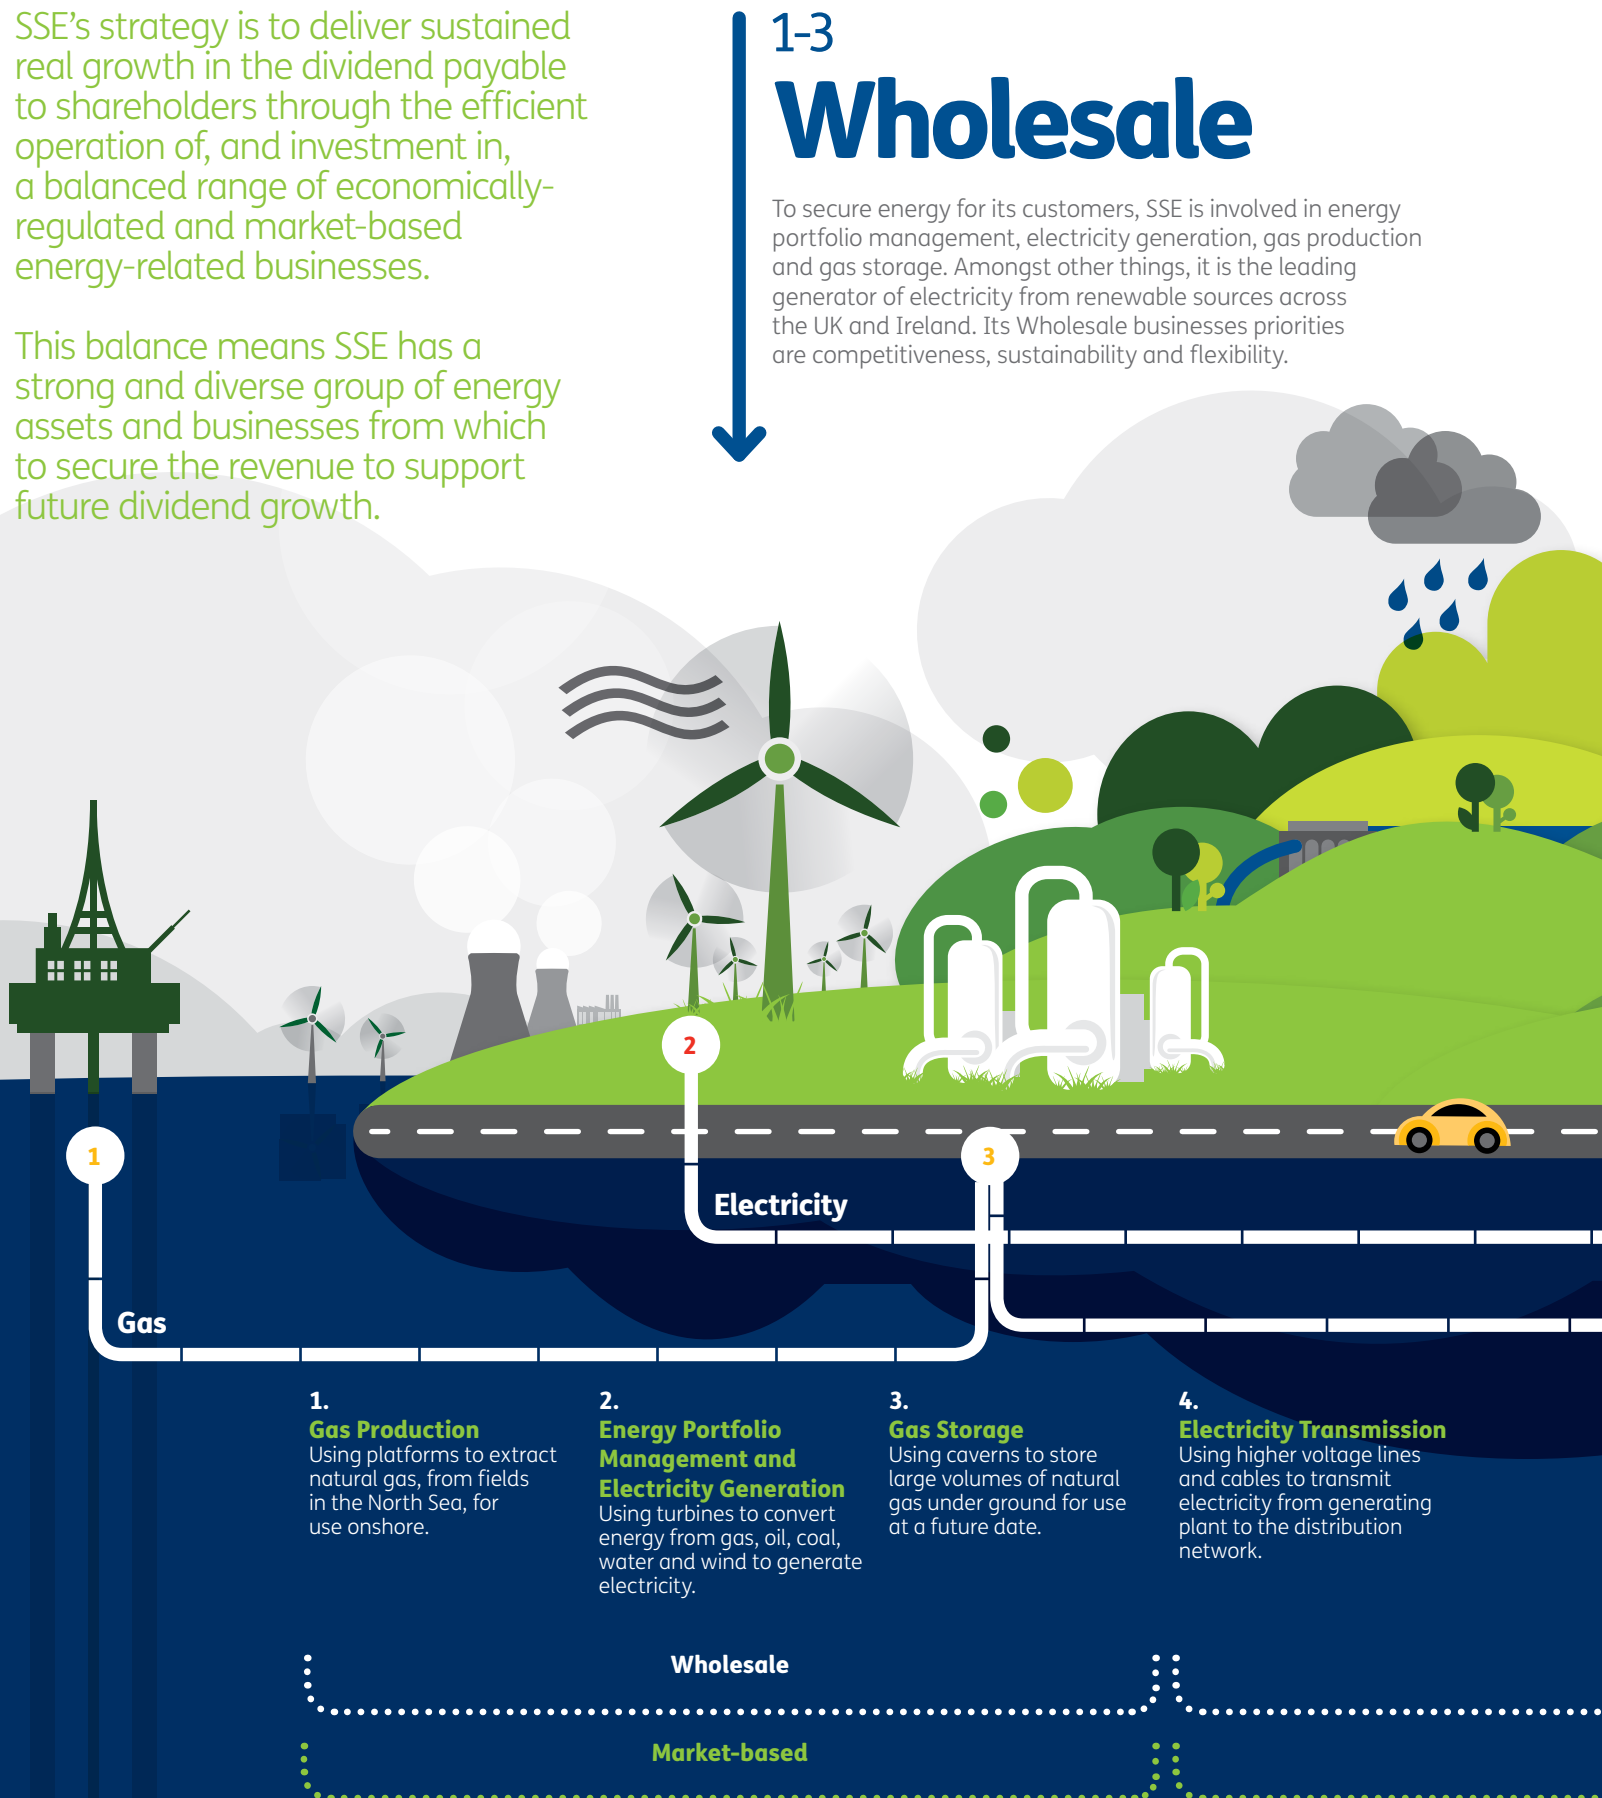 SSE's strategy is to deliver sustained
real growth in the dividend payable
to shareholders through the efficient
operation of, and investment in,
a balanced range of economically-
regulated and market-based
energy-related businesses.
This balance means SSE has a
strong and diverse group of energy
assets and businesses from which
to secure the revenue to support
future dividend growth.
1-3
Wholesale
To secure energy for its customers, SSE is involved in energy
portfolio management, electricity generation, gas production
and gas storage. Amongst other things, it is the leading
generator of electricity from renewable sources across
the UK and Ireland. Its Wholesale businesses priorities
are competitiveness, sustainability and flexibility.
2
1
3
Electricity
Gas
1.
Gas Production
Using platforms to extract
natural gas, from fields
in the North Sea, for
use onshore.
2.
Energy Portfolio
Management and
Electricity Generation
Using turbines to convert
energy from gas, oil, coal,
water and wind to generate
electricity.
3.
Gas Storage
Using caverns to store
large volumes of natural
gas under ground for use
at a future date.
4.
Electricity Transmission
Using higher voltage lines
and cables to transmit
electricity from generating
plant to the distribution
network.
Wholesale
Market-based